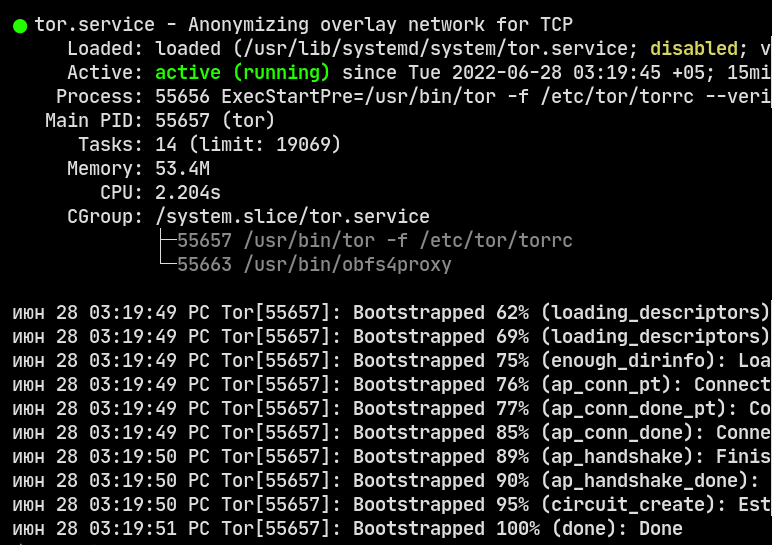 ● tor.service - Anonymizing overlay network for TCP
Loaded: loaded (/usr/lib/systemd/system/tor.service; disabled; v
Active: active (running) since Tue 2022-06-28 03:19:45 +05; 15mi
Process: 55656 ExecStartPre=/usr/bin/tor -f /etc/tor/torrc --veri
Main PID: 55657 (tor)
Tasks: 14 (limit: 19069)
Memory: 53.4M
CPU: 2.204s
CGroup: /system.slice/tor.service
├─55657 /usr/bin/tor -f /etc/tor/torrc
└─55663 /usr/bin/obfs4proxy
июн 28 03:19:49 PC Tor[55657]: Bootstrapped 62% (loading_descriptors)
июн 28 03:19:49 PC Tor[55657]: Bootstrapped 69% (loading_descriptors)
июн 28 03:19:49 PC Tor[55657]: Bootstrapped 75% (enough_dirinfo): Loa
июн 28 03:19:49 PC Tor[55657]: Bootstrapped 76% (ap_conn_pt): Connect
июн 28 03:19:49 PC Tor[55657]: Bootstrapped 77% (ap_conn_done_pt): Co
июн 28 03:19:49 PC Tor[55657]: Bootstrapped 85% (ap_conn_done): Conne
июн 28 03:19:50 PC Tor[55657]: Bootstrapped 89% (ap_handshake): Finis
июн 28 03:19:50 PC Tor[55657]: Bootstrapped 90% (ap_handshake_done):
июн 28 03:19:50 PC Tor[55657]: Bootstrapped 95% (circuit_create): Est
июн 28 03:19:51 PC Tor[55657]: Bootstrapped 100% (done): Done